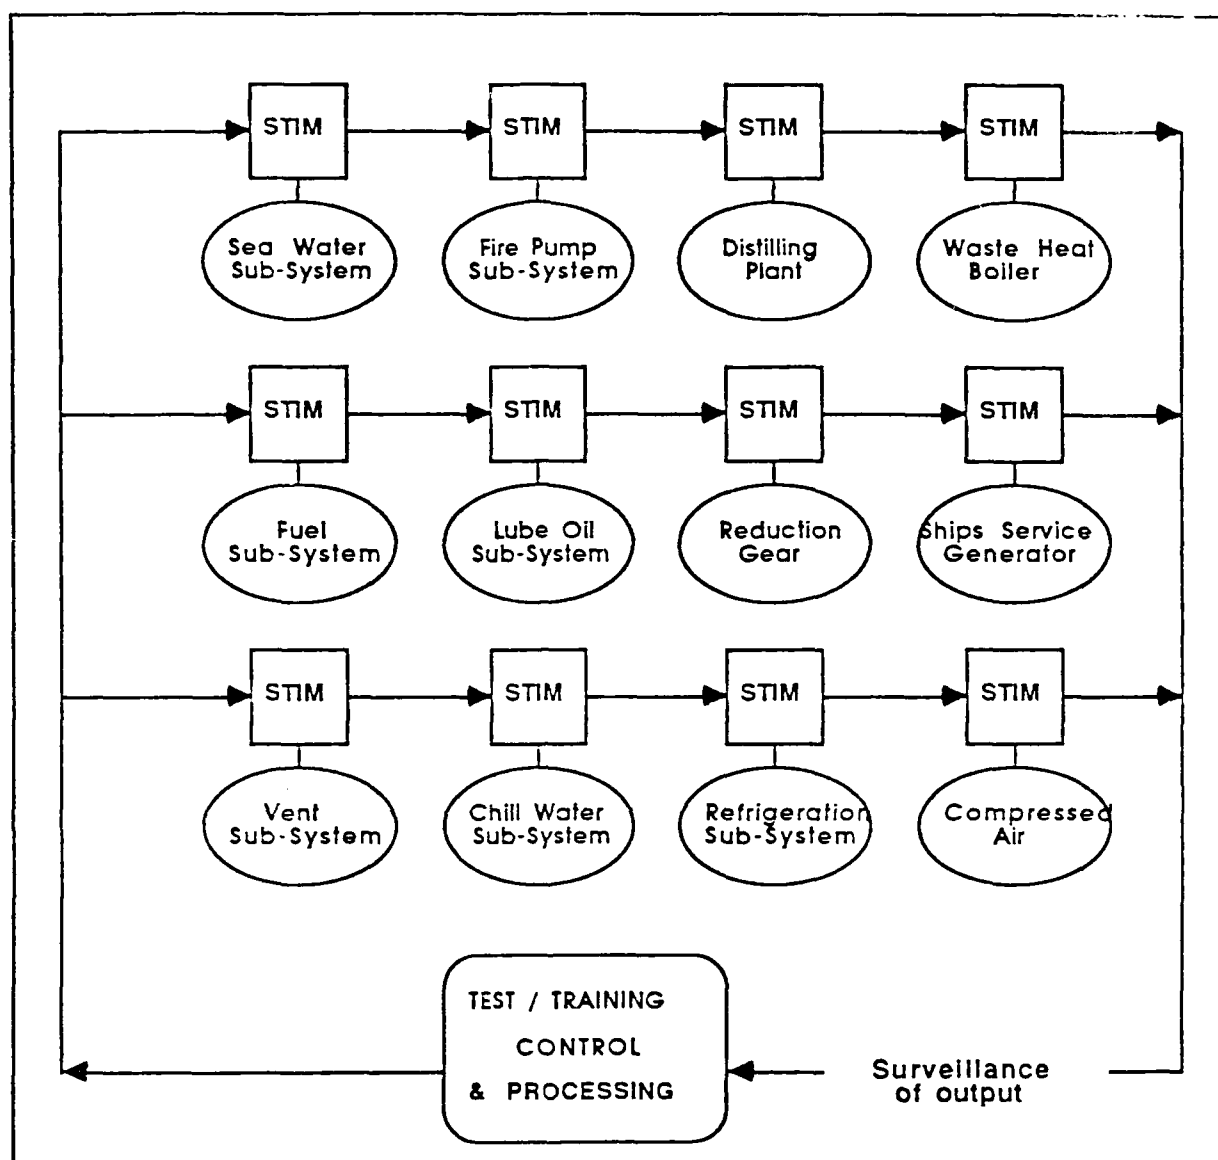 STIM
STIM
STIM
STIM
Sea Water
Sub-System
Fire Pump
Sub-System
Distilling
Plant
Waste Heat
Boiler
STIM
STIM
STIM
STIM
Fuel
Sub-System
Lube Oil
Sub-System
Reduction
Gear
Ships Service
Generator
STIM
STIM
STIM
STIM
Vent
Sub-System
Chill Water
Sub-System
Refrigeration
Sub-System
Compressed
Air
TEST / TRAINING
CONTROL
& PROCESSING
Surveillance
of output